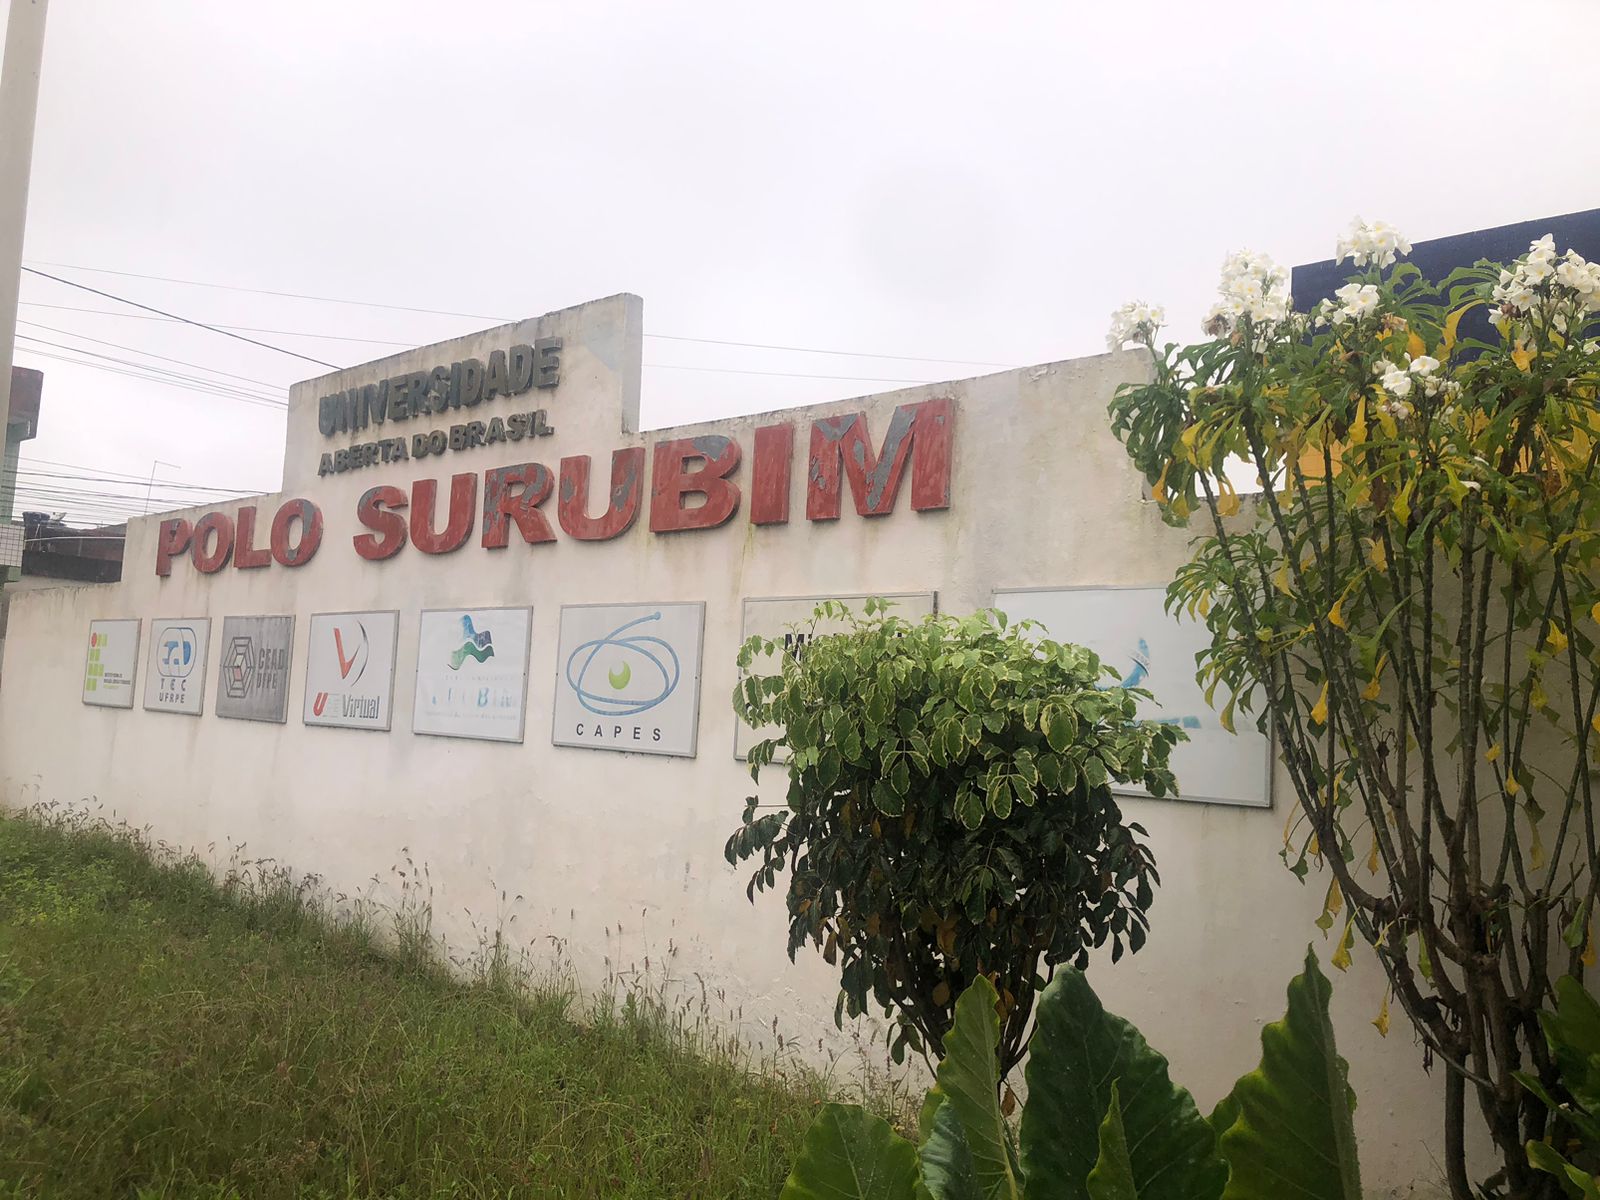 UNIVERSIDADE
ABERTA DO BRASIL
POLO SURUBIM
TEC
UFRPE
CEAD
UFPE
Virtual
CAPES